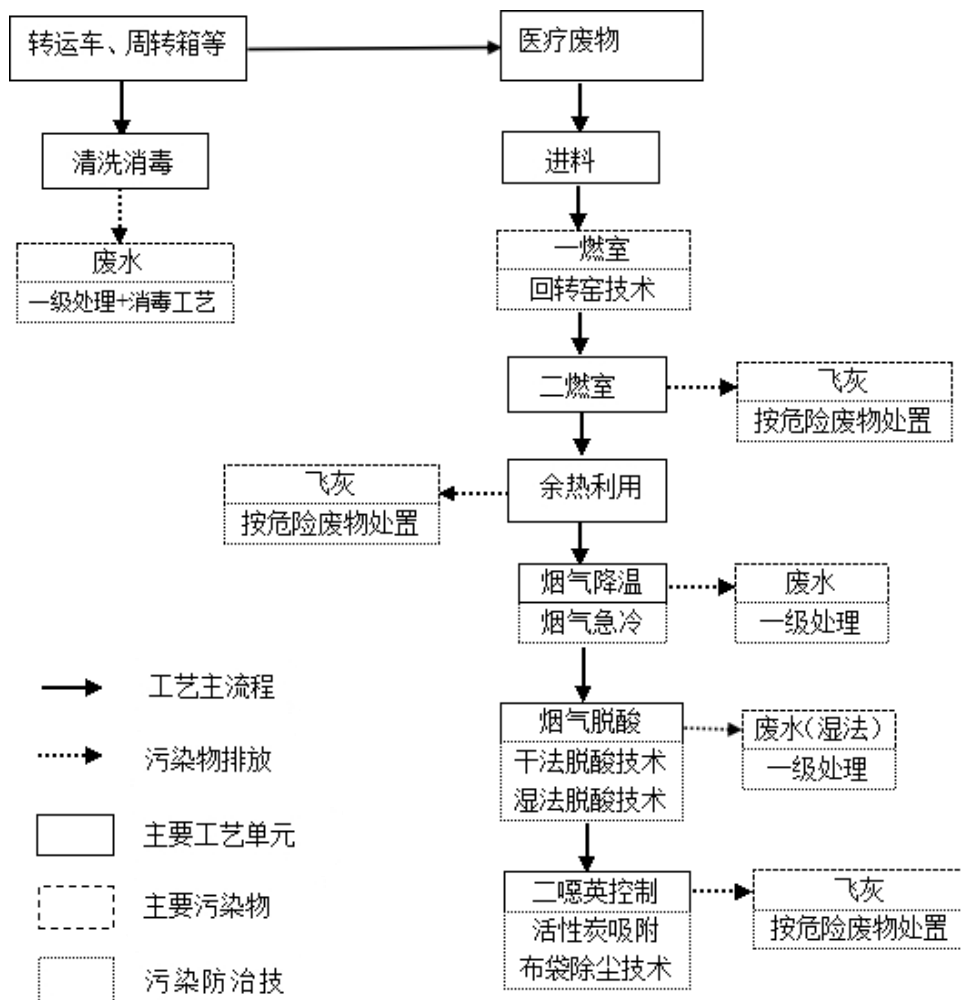 转运车、周转箱等
医疗废物
清洗消毒
进料
废水
一级处理+消毒工艺
一燃室
回转窑技术
二燃室
飞灰
按危险废物处置
飞灰
按危险废物处置
余热利用
烟气降温
烟气急冷
废水
一级处理
工艺主流程
烟气脱酸
干法脱酸技术
湿法脱酸技术
废水(湿法)
一级处理
污染物排放
主要工艺单元
二噁英控制
活性炭吸附
布袋除尘技术
飞灰
按危险废物处置
主要污染物
污染防治技